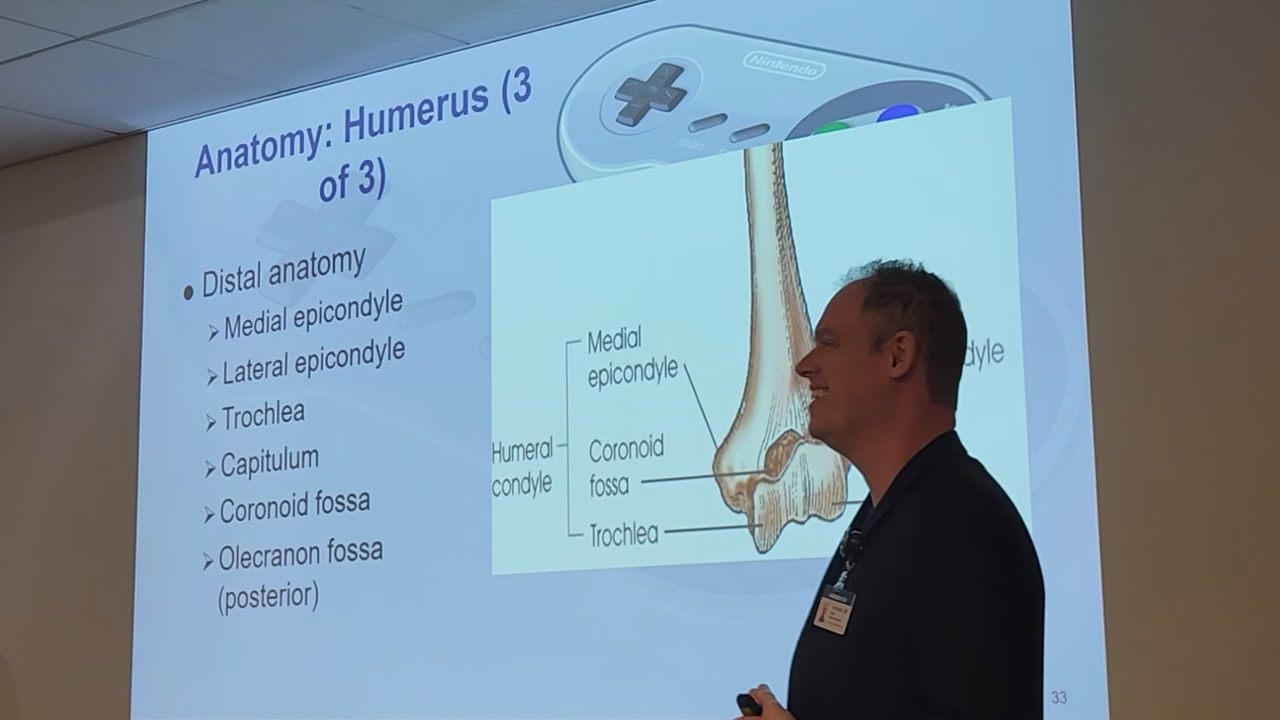 Nintendo
Anatomy: Humerus (3
of 3)
Distal anatomy
Medial epicondyle
Lateral epicondyle
Trochlea
Capitulum
Coronoid fossa
Olecranon fossa
(posterior)
Medial
epicondyle
Humeral
condyle
Coronoid
fossa
Trochlea
dyle
33